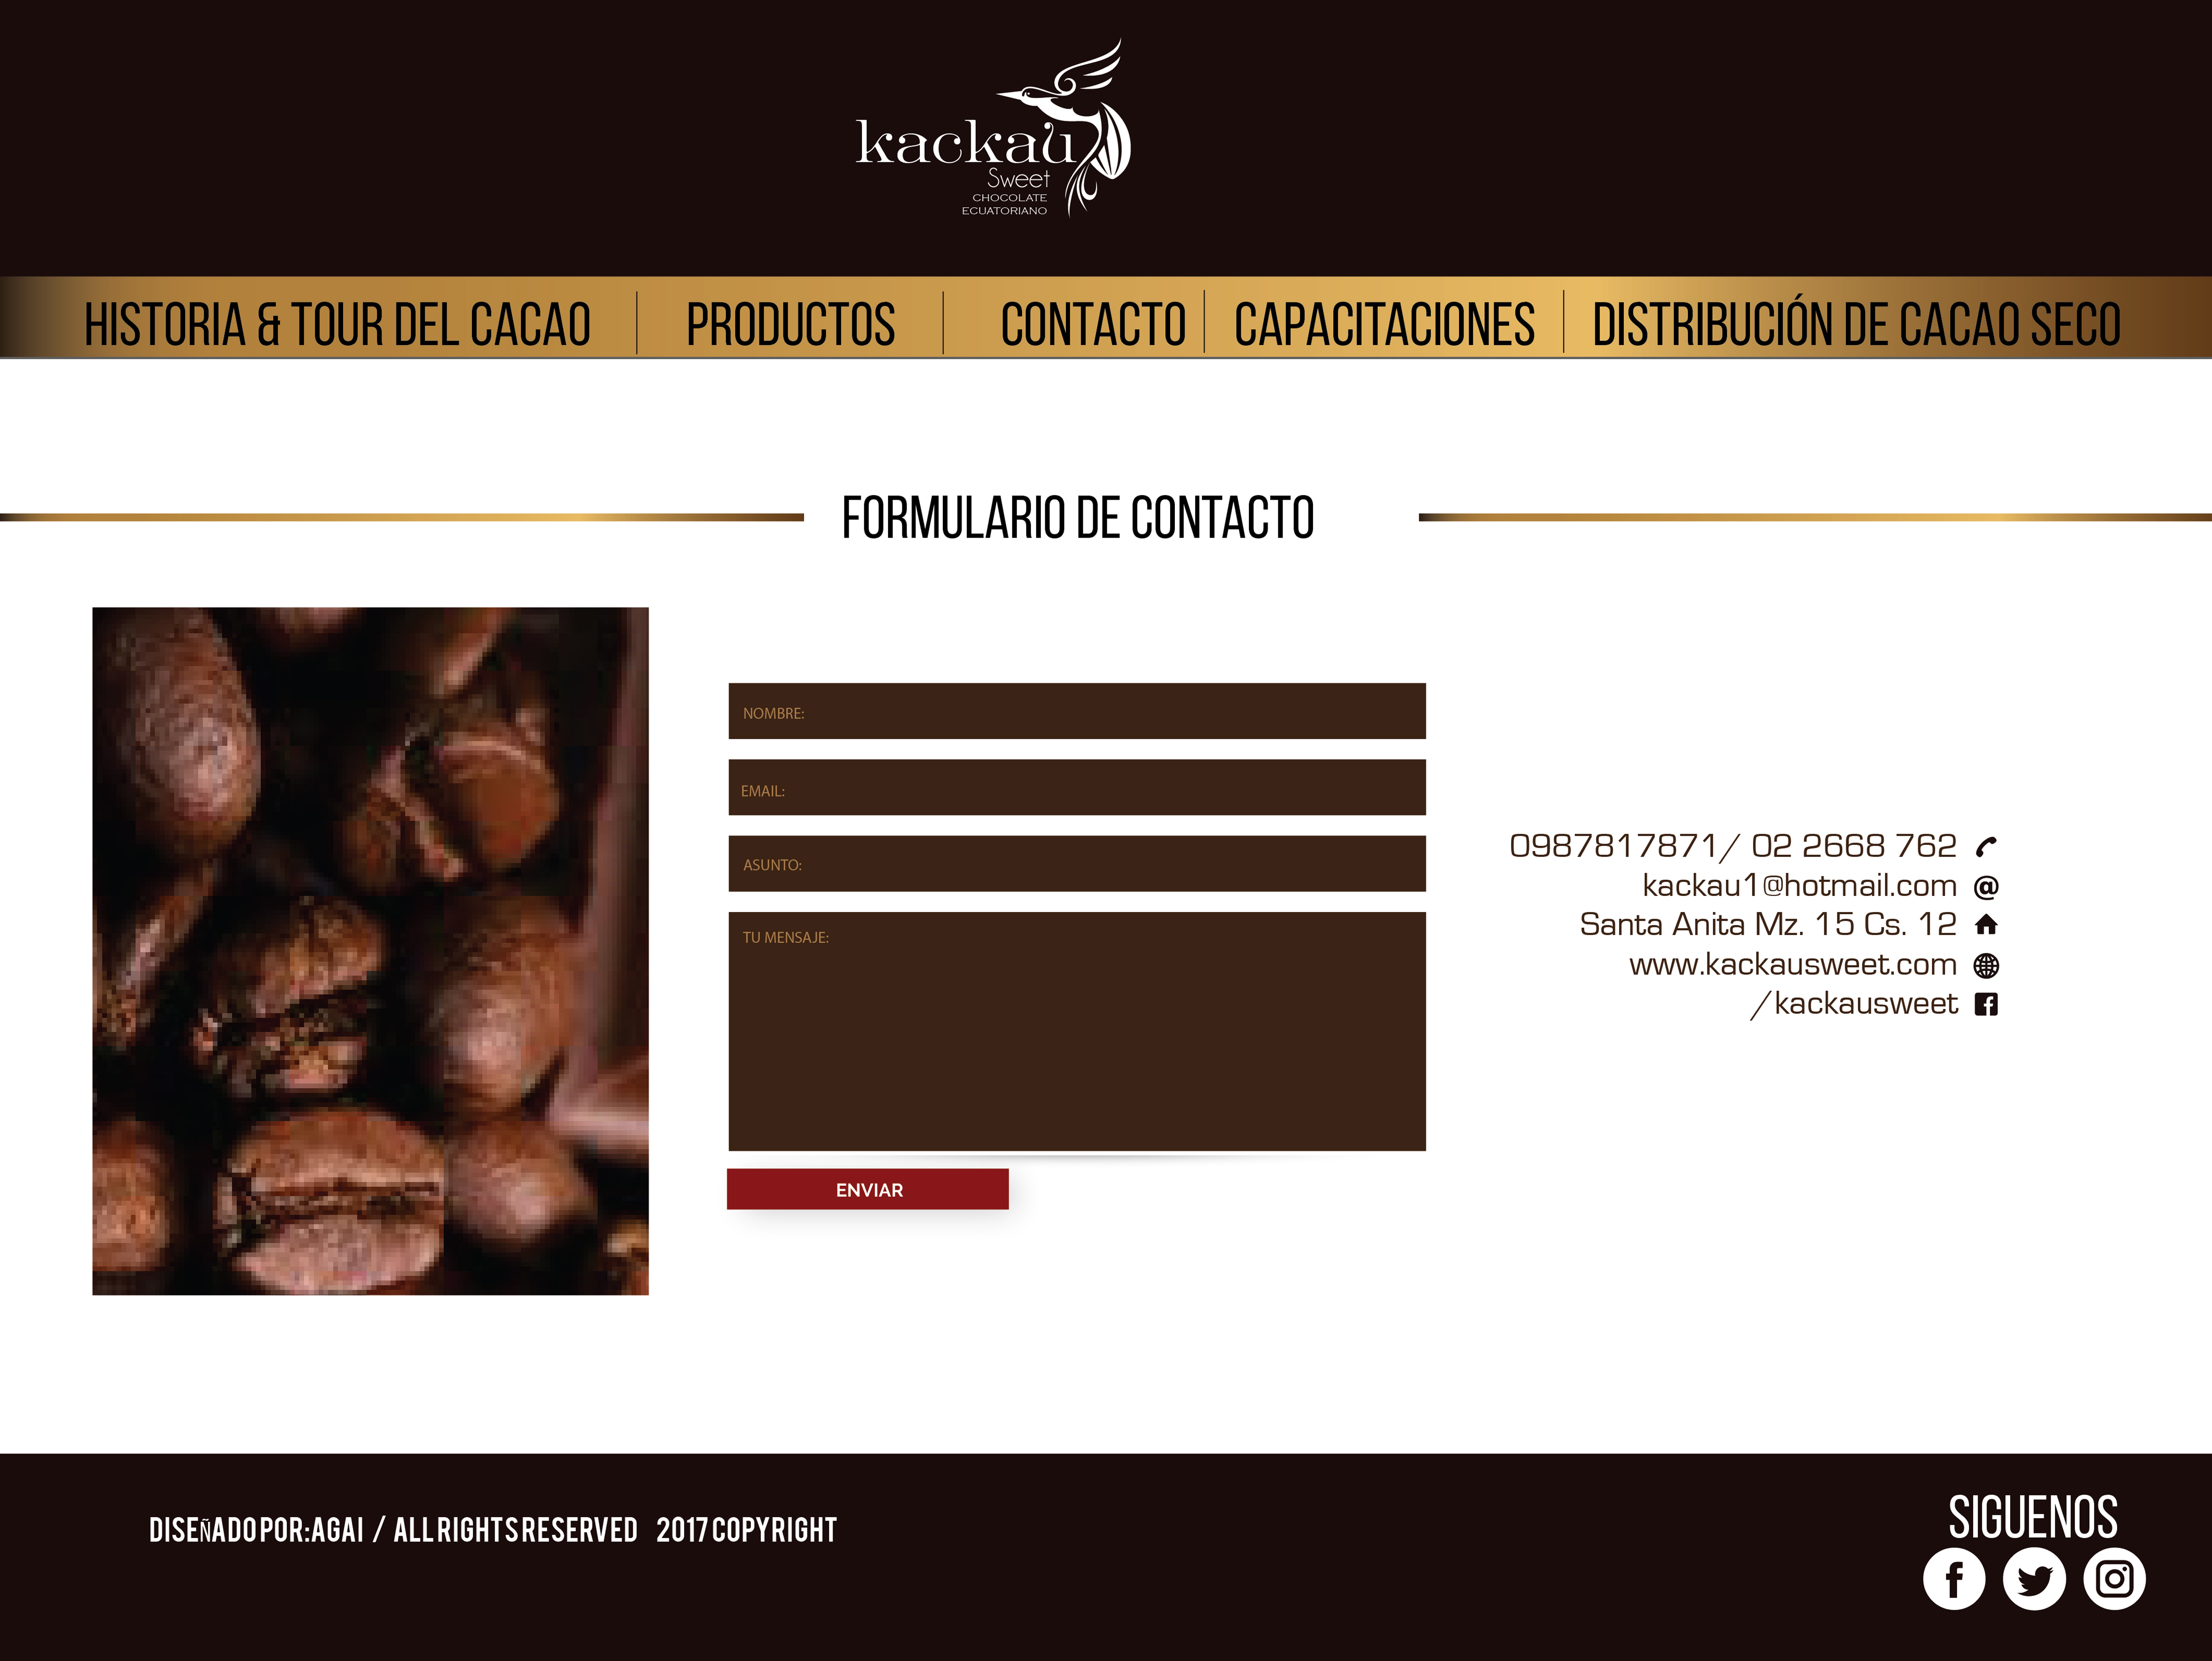 kackau
Sweet
CHOCOLATE
ECUATORIANO
HISTORIA & TOUR DEL CACAO
PRODUCTOS
CONTACTO
CAPACITACIONES
DISTRIBUCIÓN DE CACAO SECO
FORMULARIO DE CONTACTO
NOMBRE:
EMAIL:
ASUNTO:
TU MENSAJE:
ENVIAR
0987817871/ 02 2668 762
kackau1@hotmail.com
Santa Anita Mz. 15 Cs. 12
www.kackausweet.com
/kackausweet
DISEÑADO POR:AGAI / ALL RIGHTS RESERVED 2017 COPYRIGHT
SIGUENOS